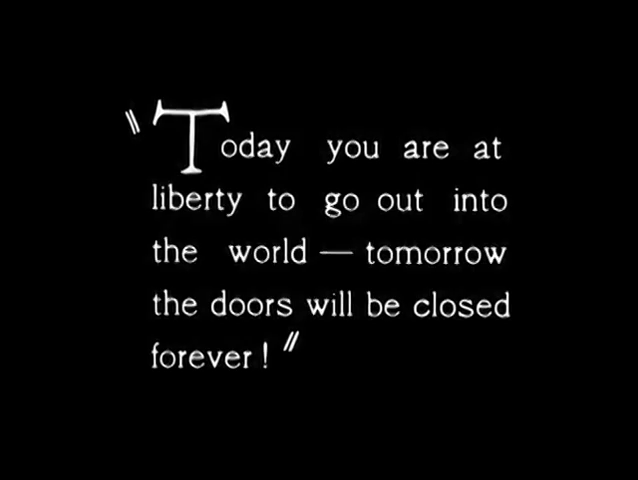 "Today you are at
liberty to go out into
the world — tomorrow
the doors will be closed
forever!"